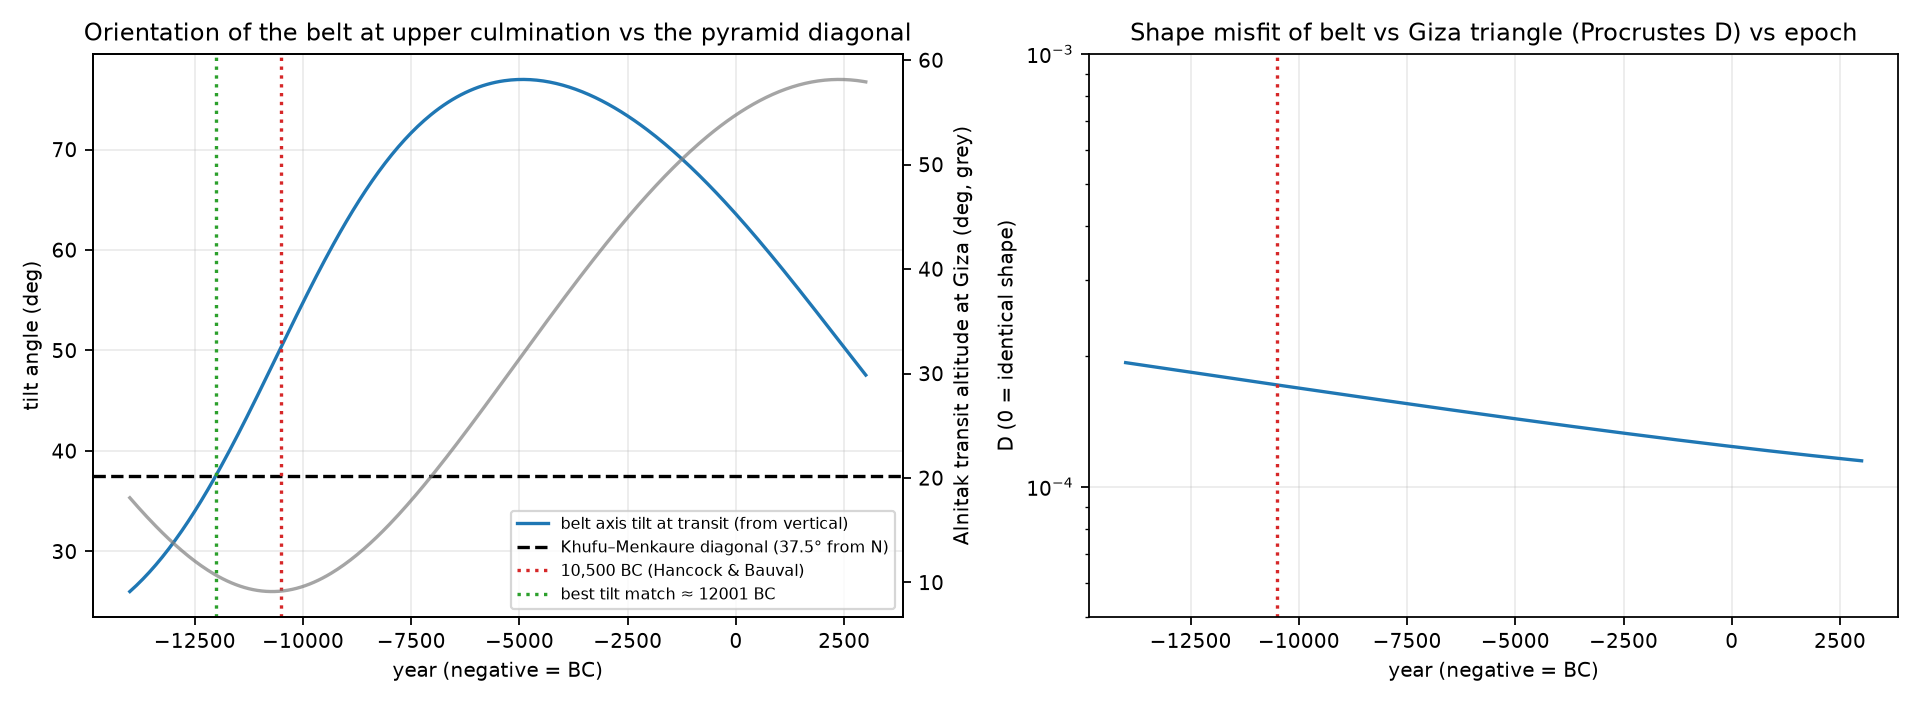 Orientation of the belt at upper culmination vs the pyramid diagonal
tilt angle (deg)
70
60
50
40
30
60
50
40
30
20
10
Alnitak transit altitude at Giza (deg, grey)
belt axis tilt at transit (from vertical)
Khufu–Menkaure diagonal (37.5° from N)
10,500 BC (Hancock & Bauval)
best tilt match ≈ 12001 BC
−12500 −10000 −7500 −5000 −2500 0 2500
year (negative = BC)
Shape misfit of belt vs Giza triangle (Procrustes D) vs epoch
D (0 = identical shape)
10⁻³
10⁻⁴
−12500 −10000 −7500 −5000 −2500 0 2500
year (negative = BC)